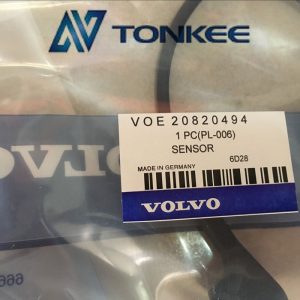 TONKEE
VOE 20820494
1 PC(PL-006)
SENSOR
6D28
MADE IN GERMANY
VOLVO
VOLVO